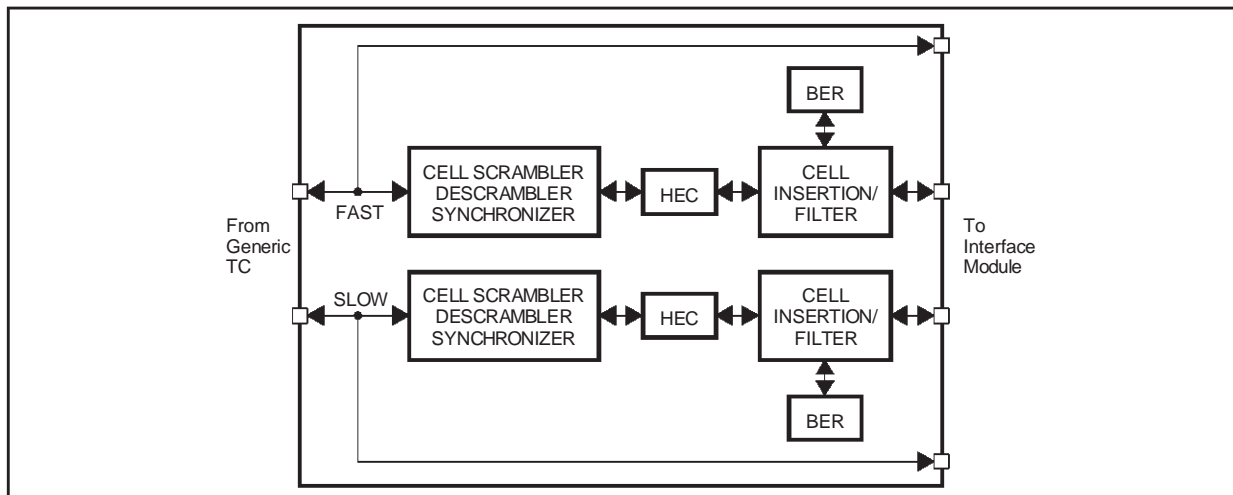 BER
CELL SCRAMBLER
DESCRAMBLER
SYNCHRONIZER
HEC
CELL
INSERTION/
FILTER
FAST
From
Generic
TC
To
Interface
Module
SLOW
CELL SCRAMBLER
DESCRAMBLER
SYNCHRONIZER
HEC
CELL
INSERTION/
FILTER
BER